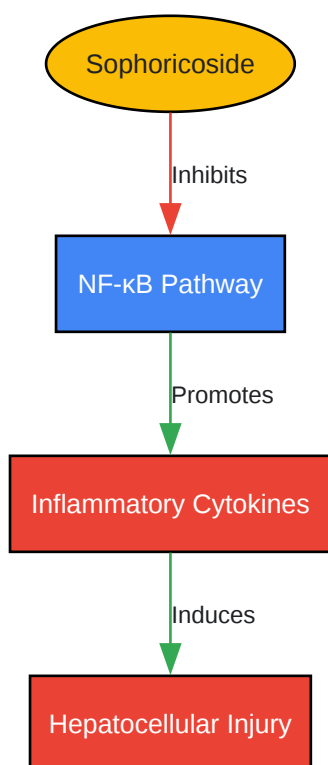 Sophoricoside
Inhibits
NF-κB Pathway
Promotes
Inflammatory Cytokines
Induces
Hepatocellular Injury